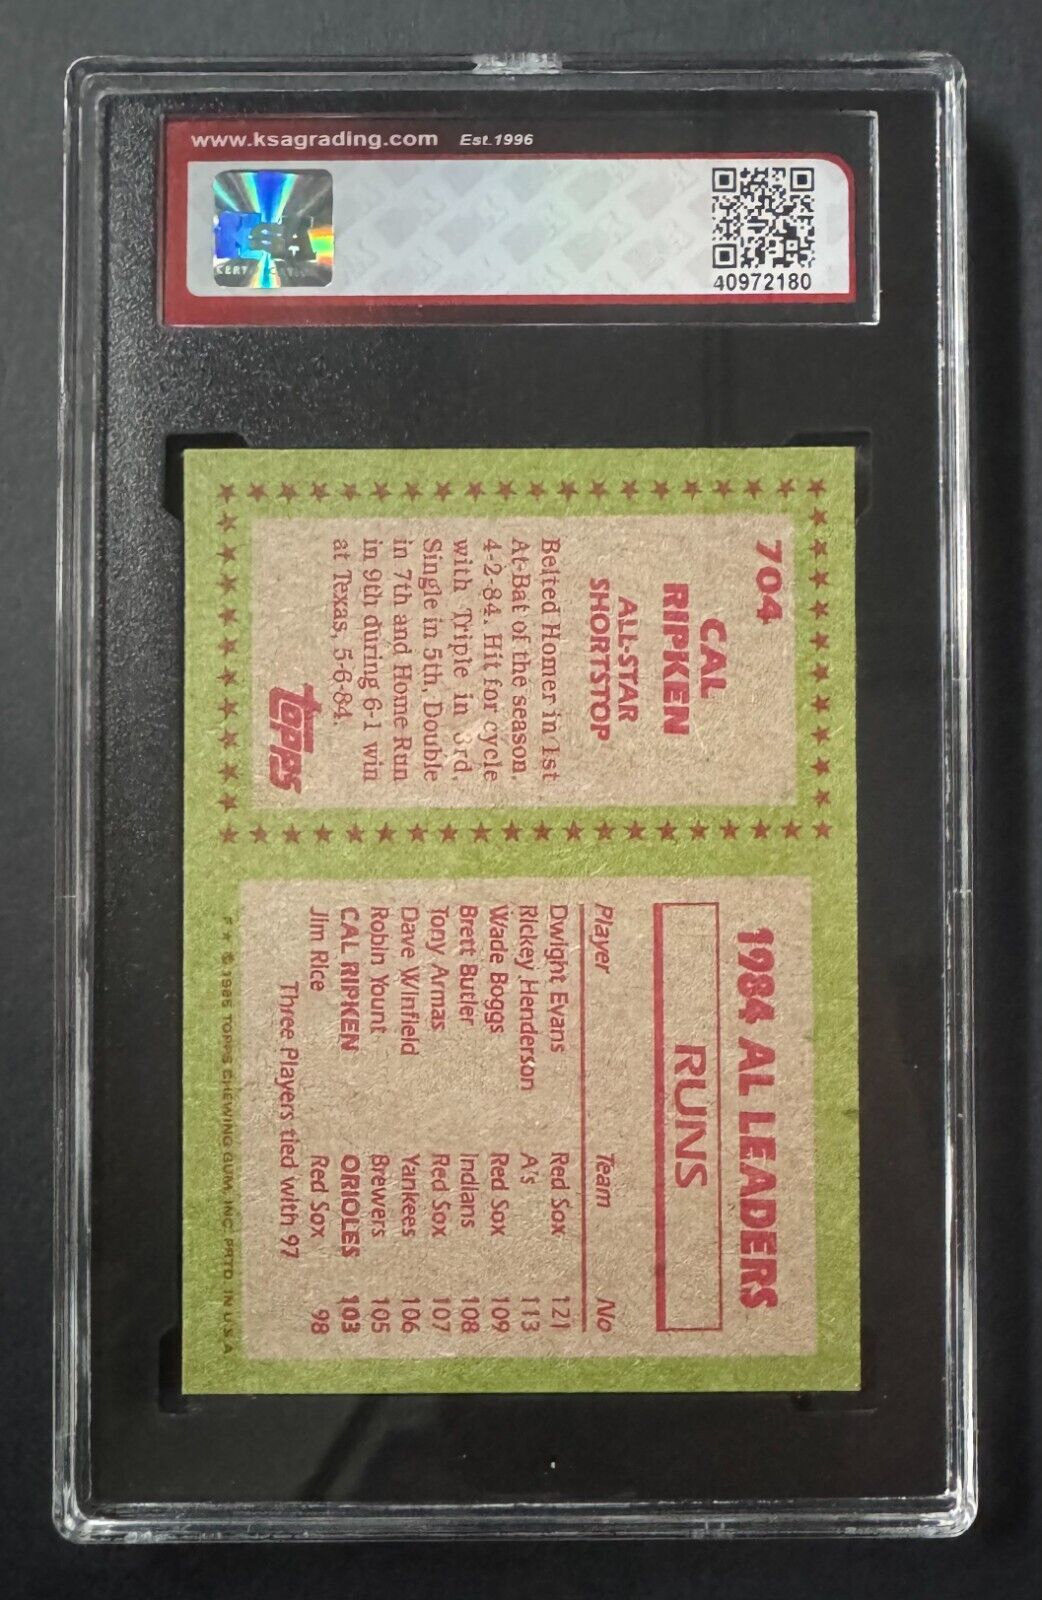 www.ksagrading.com Est.1996
KSA
40972180
704
CAL
RIPKEN
ALL-STAR
SHORTSTOP
Belted Homer in 1st
At-Bat of the season,
4-2-84. Hit for cycle
with Triple in 3rd,
Single in 5th, Double
in 7th and Home Run
in 9th during 6-1 win
at Texas, 5-6-84.
Topps
1984 AL LEADERS
RUNS
Player Team No
Dwight Evans Red Sox 121
Rickey Henderson A's 113
Wade Boggs Red Sox 109
Brett Butler Indians 108
Tony Armas Red Sox 107
Dave Winfield Yankees 106
Robin Yount Brewers 105
CAL RIPKEN ORIOLES 103
Jim Rice Red Sox 98
Three Players tied with 97
F★ © 1985 TOPPS CHEWING GUM, INC. PRTD. IN U.S.A.